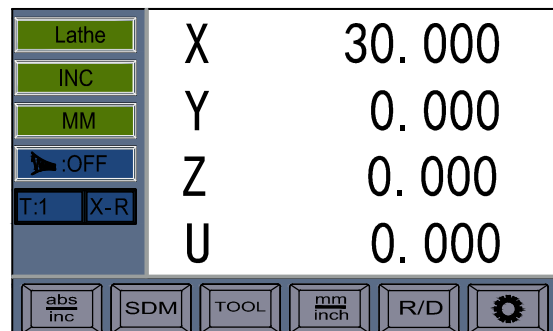 Lathe
INC
MM
:OFF
T:1 X-R
X 30.000
Y 0.000
Z 0.000
U 0.000
abs
inc
SDM
TOOL
mm
inch
R/D